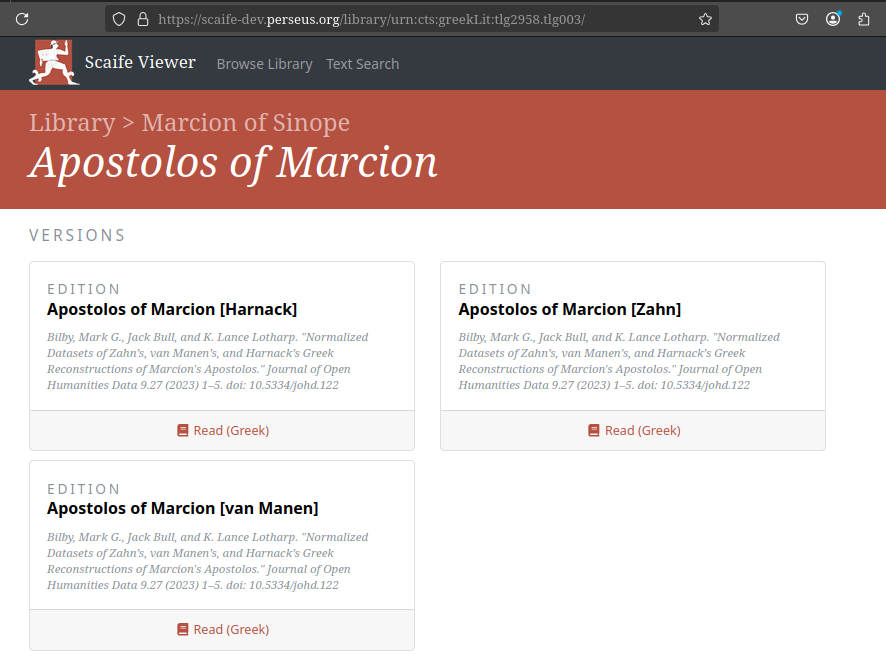 https://scaife-dev.perseus.org/library/urn:cts:greekLit:tlg2958.tlg003/
Scaife Viewer Browse Library Text Search
Library > Marcion of Sinope
Apostolos of Marcion
VERSIONS
EDITION
Apostolos of Marcion [Harnack]
Bilby, Mark G., Jack Bull, and K. Lance Lotharp. "Normalized
Datasets of Zahn's, van Manen's, and Harnack's Greek
Reconstructions of Marcion's Apostolos." Journal of Open
Humanities Data 9.27 (2023) 1–5. doi: 10.5334/johd.122
Read (Greek)
EDITION
Apostolos of Marcion [Zahn]
Bilby, Mark G., Jack Bull, and K. Lance Lotharp. "Normalized
Datasets of Zahn's, van Manen's, and Harnack's Greek
Reconstructions of Marcion's Apostolos." Journal of Open
Humanities Data 9.27 (2023) 1–5. doi: 10.5334/johd.122
Read (Greek)
EDITION
Apostolos of Marcion [van Manen]
Bilby, Mark G., Jack Bull, and K. Lance Lotharp. "Normalized
Datasets of Zahn's, van Manen's, and Harnack's Greek
Reconstructions of Marcion's Apostolos." Journal of Open
Humanities Data 9.27 (2023) 1–5. doi: 10.5334/johd.122
Read (Greek)